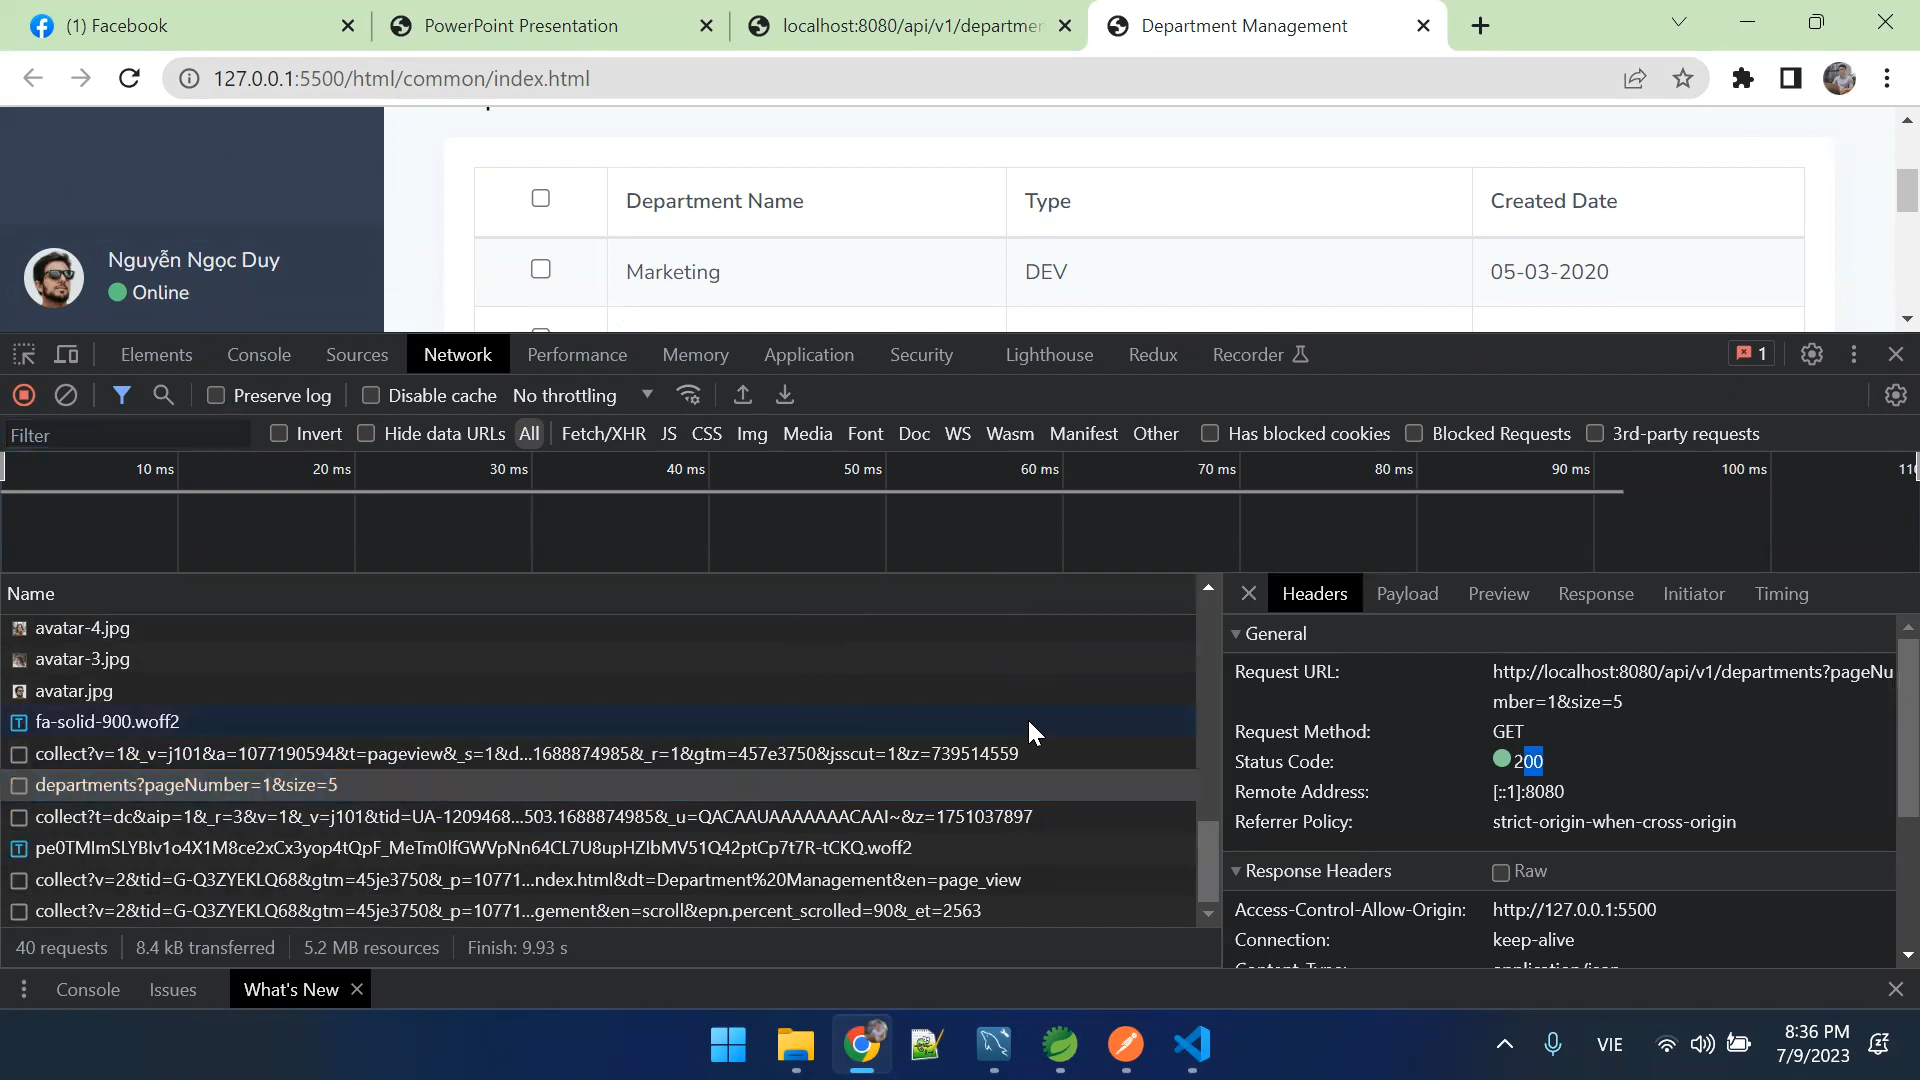 (1) Facebook
PowerPoint Presentation
localhost:8080/api/v1/departmer
Department Management
127.0.0.1:5500/html/common/index.html
Department Name
Type
Created Date
Nguyễn Ngọc Duy
Online
Marketing
DEV
05-03-2020
Elements
Console
Sources
Network
Performance
Memory
Application
Security
Lighthouse
Redux
Recorder
1
Preserve log
Disable cache
No throttling
Filter
Invert
Hide data URLs
All
Fetch/XHR
JS
CSS
Img
Media
Font
Doc
WS
Wasm
Manifest
Other
Has blocked cookies
Blocked Requests
3rd-party requests
10 ms
20 ms
30 ms
40 ms
50 ms
60 ms
70 ms
80 ms
90 ms
100 ms
Name
avatar-4.jpg
avatar-3.jpg
avatar.jpg
fa-solid-900.woff2
collect?v=1&_v=j101&a=1077190594&t=pageview&_s=1&d...1688874985&_r=1&gtm=457e3750&jsscut=1&z=739514559
departments?pageNumber=1&size=5
collect?t=dc&aip=1&_r=3&v=1&_v=j101&tid=UA-1209468...503.1688874985&_u=QACAAUAAAAAACAAI~&z=1751037897
pe0TMImSLYBIv1o4X1M8ce2xCx3yop4tQpF_MeTm0lfGWVpNn64CL7U8upHZIbMV51Q42ptCp7t7R-tCKQ.woff2
collect?v=2&tid=G-Q3ZYEKLQ68&gtm=45je3750&_p=10771...ndex.html&dt=Department%20Management&en=page_view
collect?v=2&tid=G-Q3ZYEKLQ68&gtm=45je3750&_p=10771...gement&en=scroll&epn.percent_scrolled=90&_et=2563
40 requests
8.4 kB transferred
5.2 MB resources
Finish: 9.93 s
Headers
Payload
Preview
Response
Initiator
Timing
General
Request URL: http://localhost:8080/api/v1/departments?pageNu
mber=1&size=5
Request Method: GET
Status Code: 200
Remote Address: [::1]:8080
Referrer Policy: strict-origin-when-cross-origin
Response Headers
Raw
Access-Control-Allow-Origin: http://127.0.0.1:5500
Connection: keep-alive
Console
Issues
What's New
VIE
8:36 PM
7/9/2023